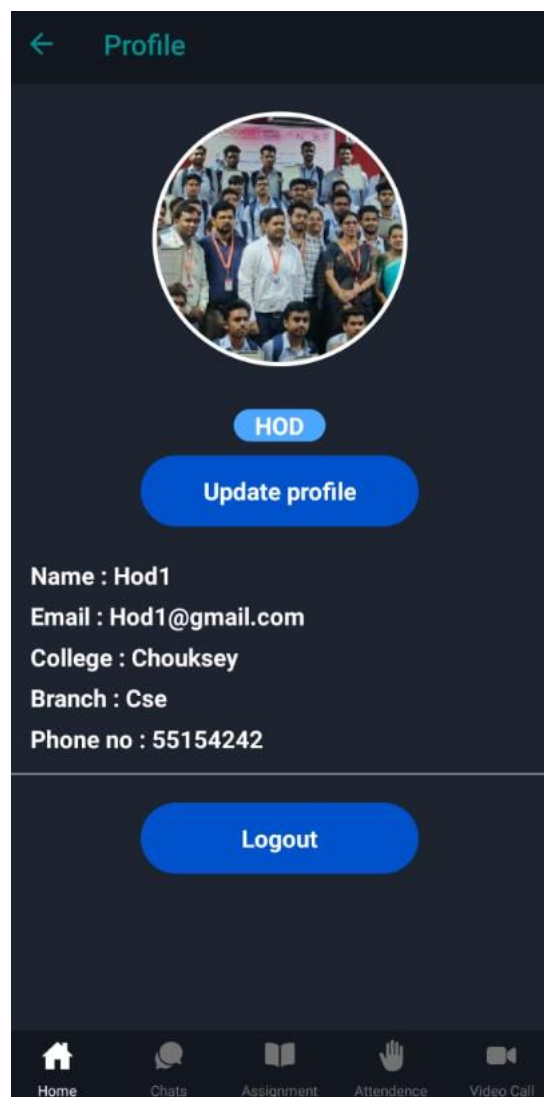 Profile
HOD
Update profile
Name : Hod1
Email : Hod1@gmail.com
College : Chouksey
Branch : Cse
Phone no : 55154242
Logout
Home Chats Assignment Attendence Video Call